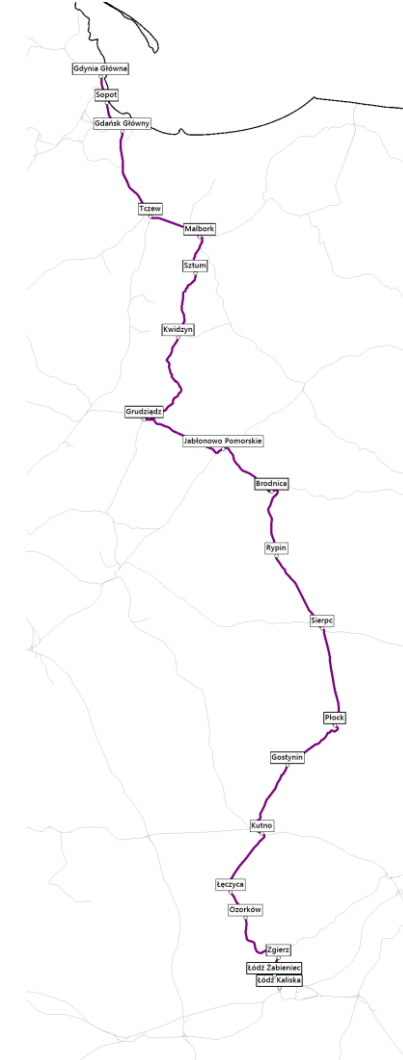 Gdynia Główna
Sopot
Gdańsk Główny
Tczew
Malbork
Sztum
Kwidzyn
Grudziądz
Jabłonowo Pomorskie
Brodnica
Rypin
Sierpc
Płock
Gostynin
Kutno
Łęczyca
Ozorków
Zgierz
Łódź Żabieniec
Łódź Kaliska